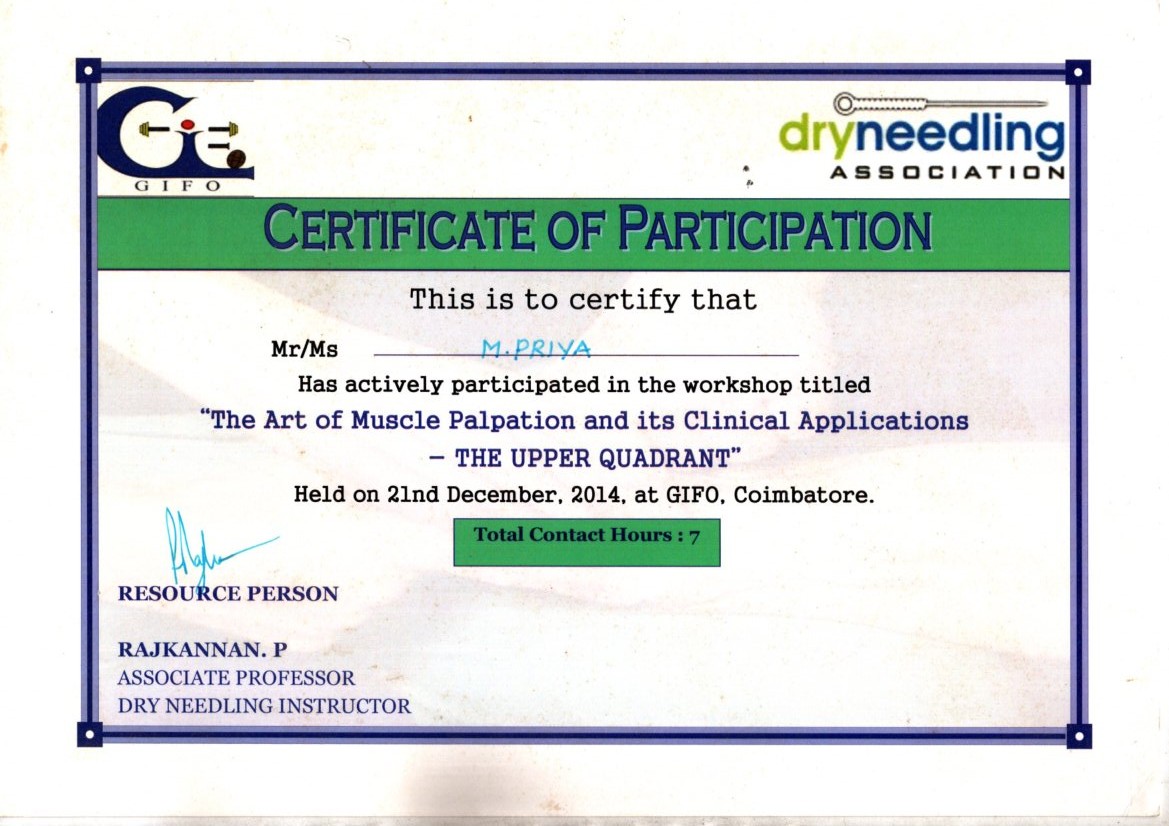 GIFO
dryneedling
ASSOCIATION
CERTIFICATE OF PARTICIPATION
This is to certify that
Mr/Ms M.PRIYA
Has actively participated in the workshop titled
“The Art of Muscle Palpation and its Clinical Applications
– THE UPPER QUADRANT”
Held on 21nd December, 2014, at GIFO, Coimbatore.
Total Contact Hours : 7
RESOURCE PERSON
RAJKANNAN. P
ASSOCIATE PROFESSOR
DRY NEEDLING INSTRUCTOR